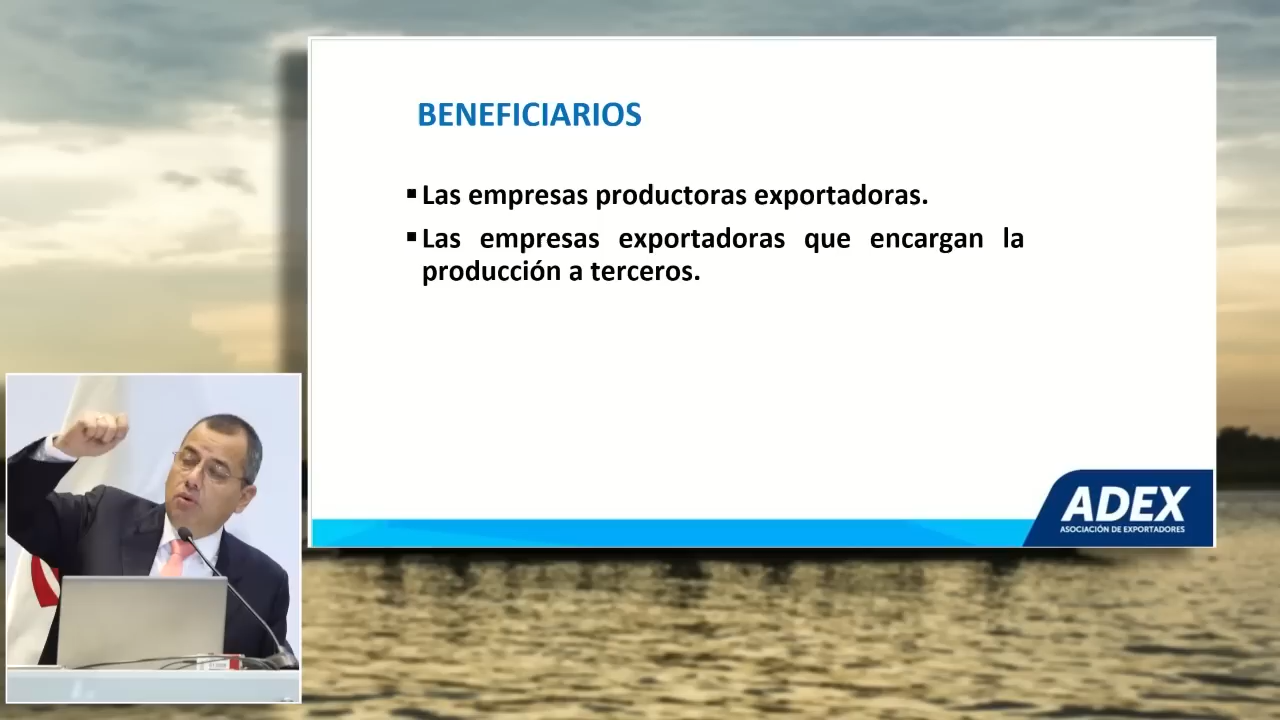 BENEFICIARIOS
▪ Las empresas productoras exportadoras.
▪ Las empresas exportadoras que encargan la
producción a terceros.
ADEX
ASOCIACIÓN DE EXPORTADORES